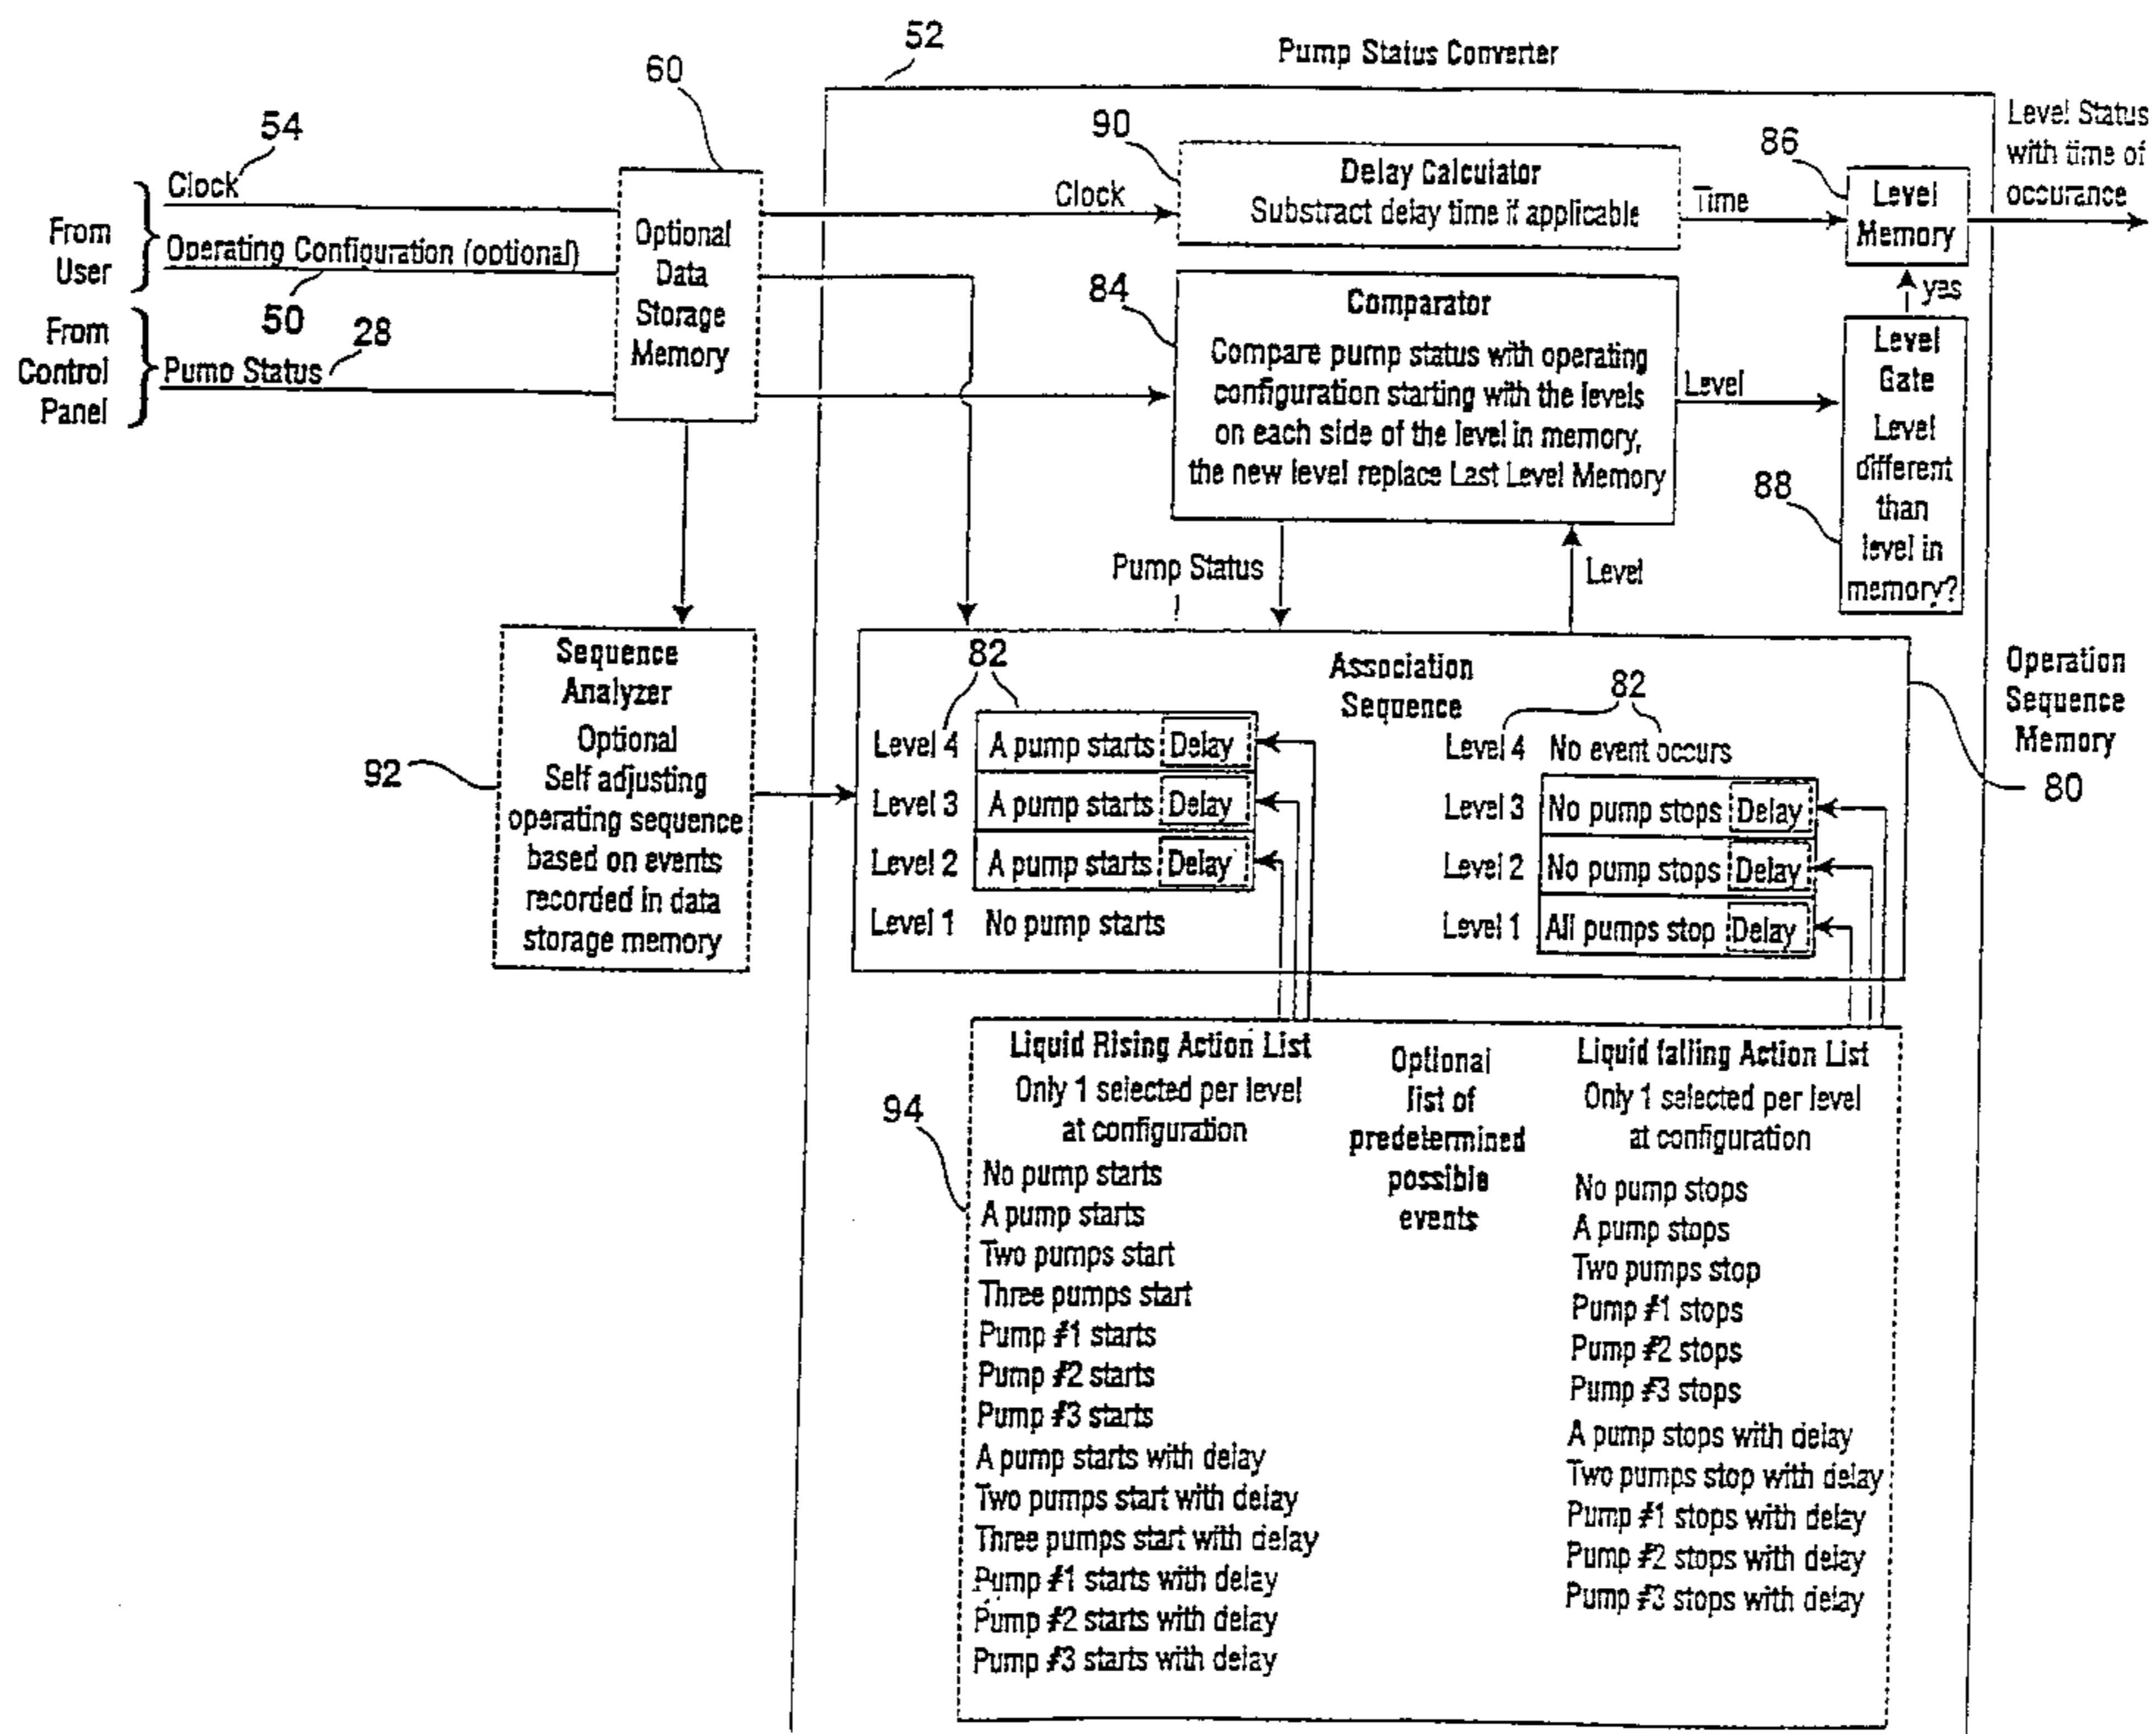 52
Pump Status Converter
60
54
Clock
From
User
Operating Configuration (optional)
50
From
Control
Panel
Pump Status
28
Optional
Data
Storage
Memory
Clock
90
Delay Calculator
Substract delay time if applicable
Time
86
Level
Memory
Level Status
with time of
occurance
84
Comparator
Compare pump status with operating
configuration starting with the levels
on each side of the level in memory,
the new level replace Last Level Memory
Level
yes
Level
Gate
Level
different
than
level in
memory?
88
Pump Status
Level
92
Sequence
Analyzer
Optional
Self adjusting
operating sequence
based on events
recorded in data
storage memory
Association
Sequence
82
Level 4 A pump starts Delay
Level 3 A pump starts Delay
Level 2 A pump starts Delay
Level 1 No pump starts
82
Level 4 No event occurs
Level 3 No pump stops Delay
Level 2 No pump stops Delay
Level 1 All pumps stop Delay
Operation
Sequence
Memory
80
94
Liquid Rising Action List
Only 1 selected per level
at configuration
No pump starts
A pump starts
Two pumps start
Three pumps start
Pump #1 starts
Pump #2 starts
Pump #3 starts
A pump starts with delay
Two pumps start with delay
Three pumps start with delay
Pump #1 starts with delay
Pump #2 starts with delay
Pump #3 starts with delay
Optional
list of
predetermined
possible
events
Liquid falling Action List
Only 1 selected per level
at configuration
No pump stops
A pump stops
Two pumps stop
Pump #1 stops
Pump #2 stops
Pump #3 stops
A pump stops with delay
Two pumps stop with delay
Pump #1 stops with delay
Pump #2 stops with delay
Pump #3 stops with delay